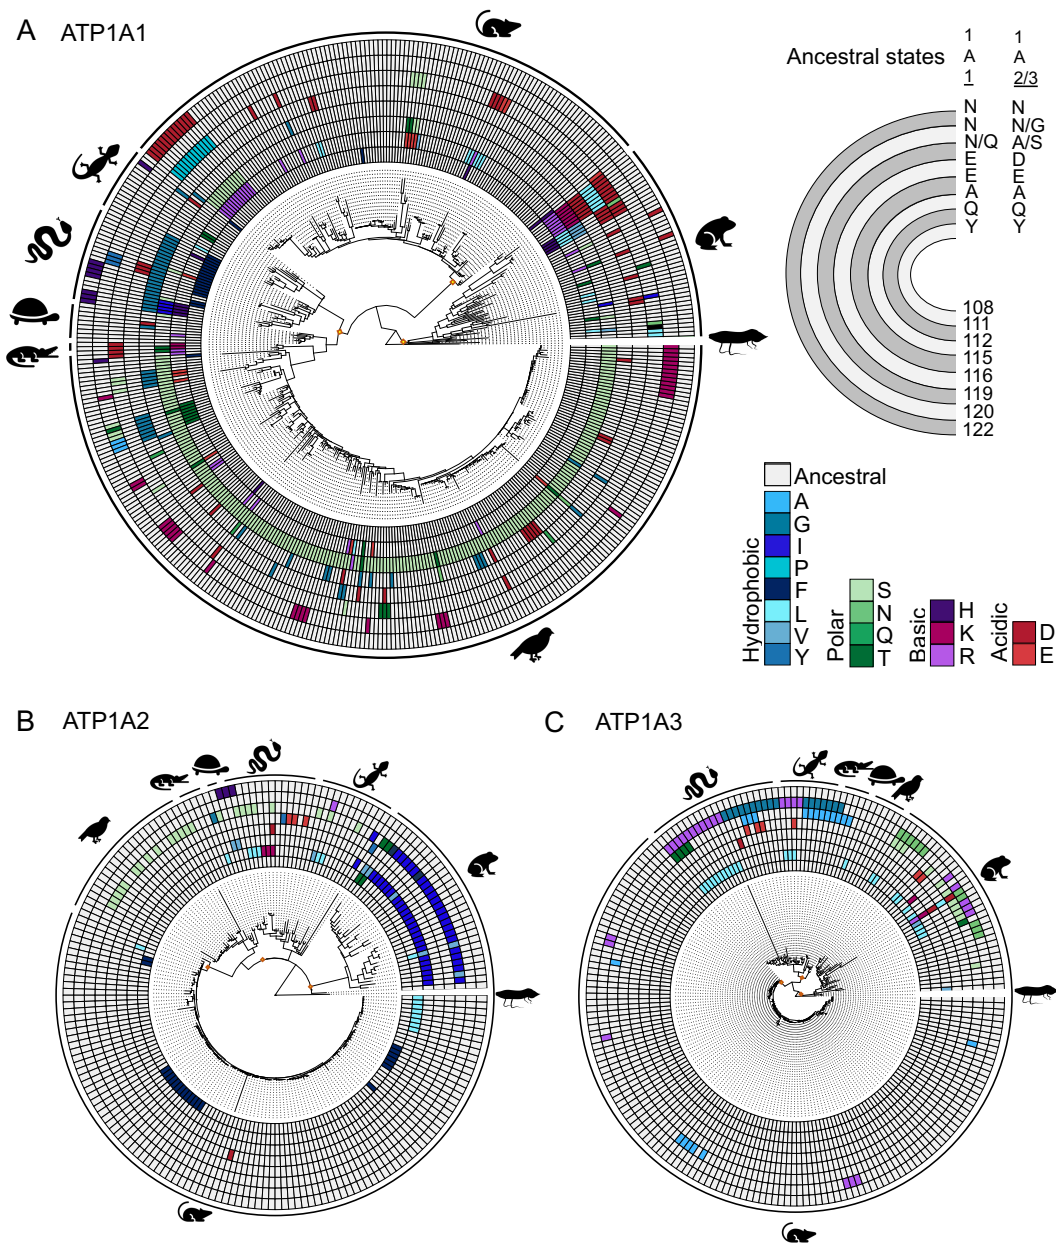 A ATP1A1
Ancestral states
1 1
A A
1 2/3
N N
N N/G
N/Q A/S
E D
E E
A A
Q Q
Y Y
108
111
112
115
116
119
120
122
Ancestral
Hydrophobic
A
G
I
P
F
L
V
Y
Polar
S
N
Q
T
Basic
H
K
R
Acidic
D
E
B ATP1A2
C ATP1A3